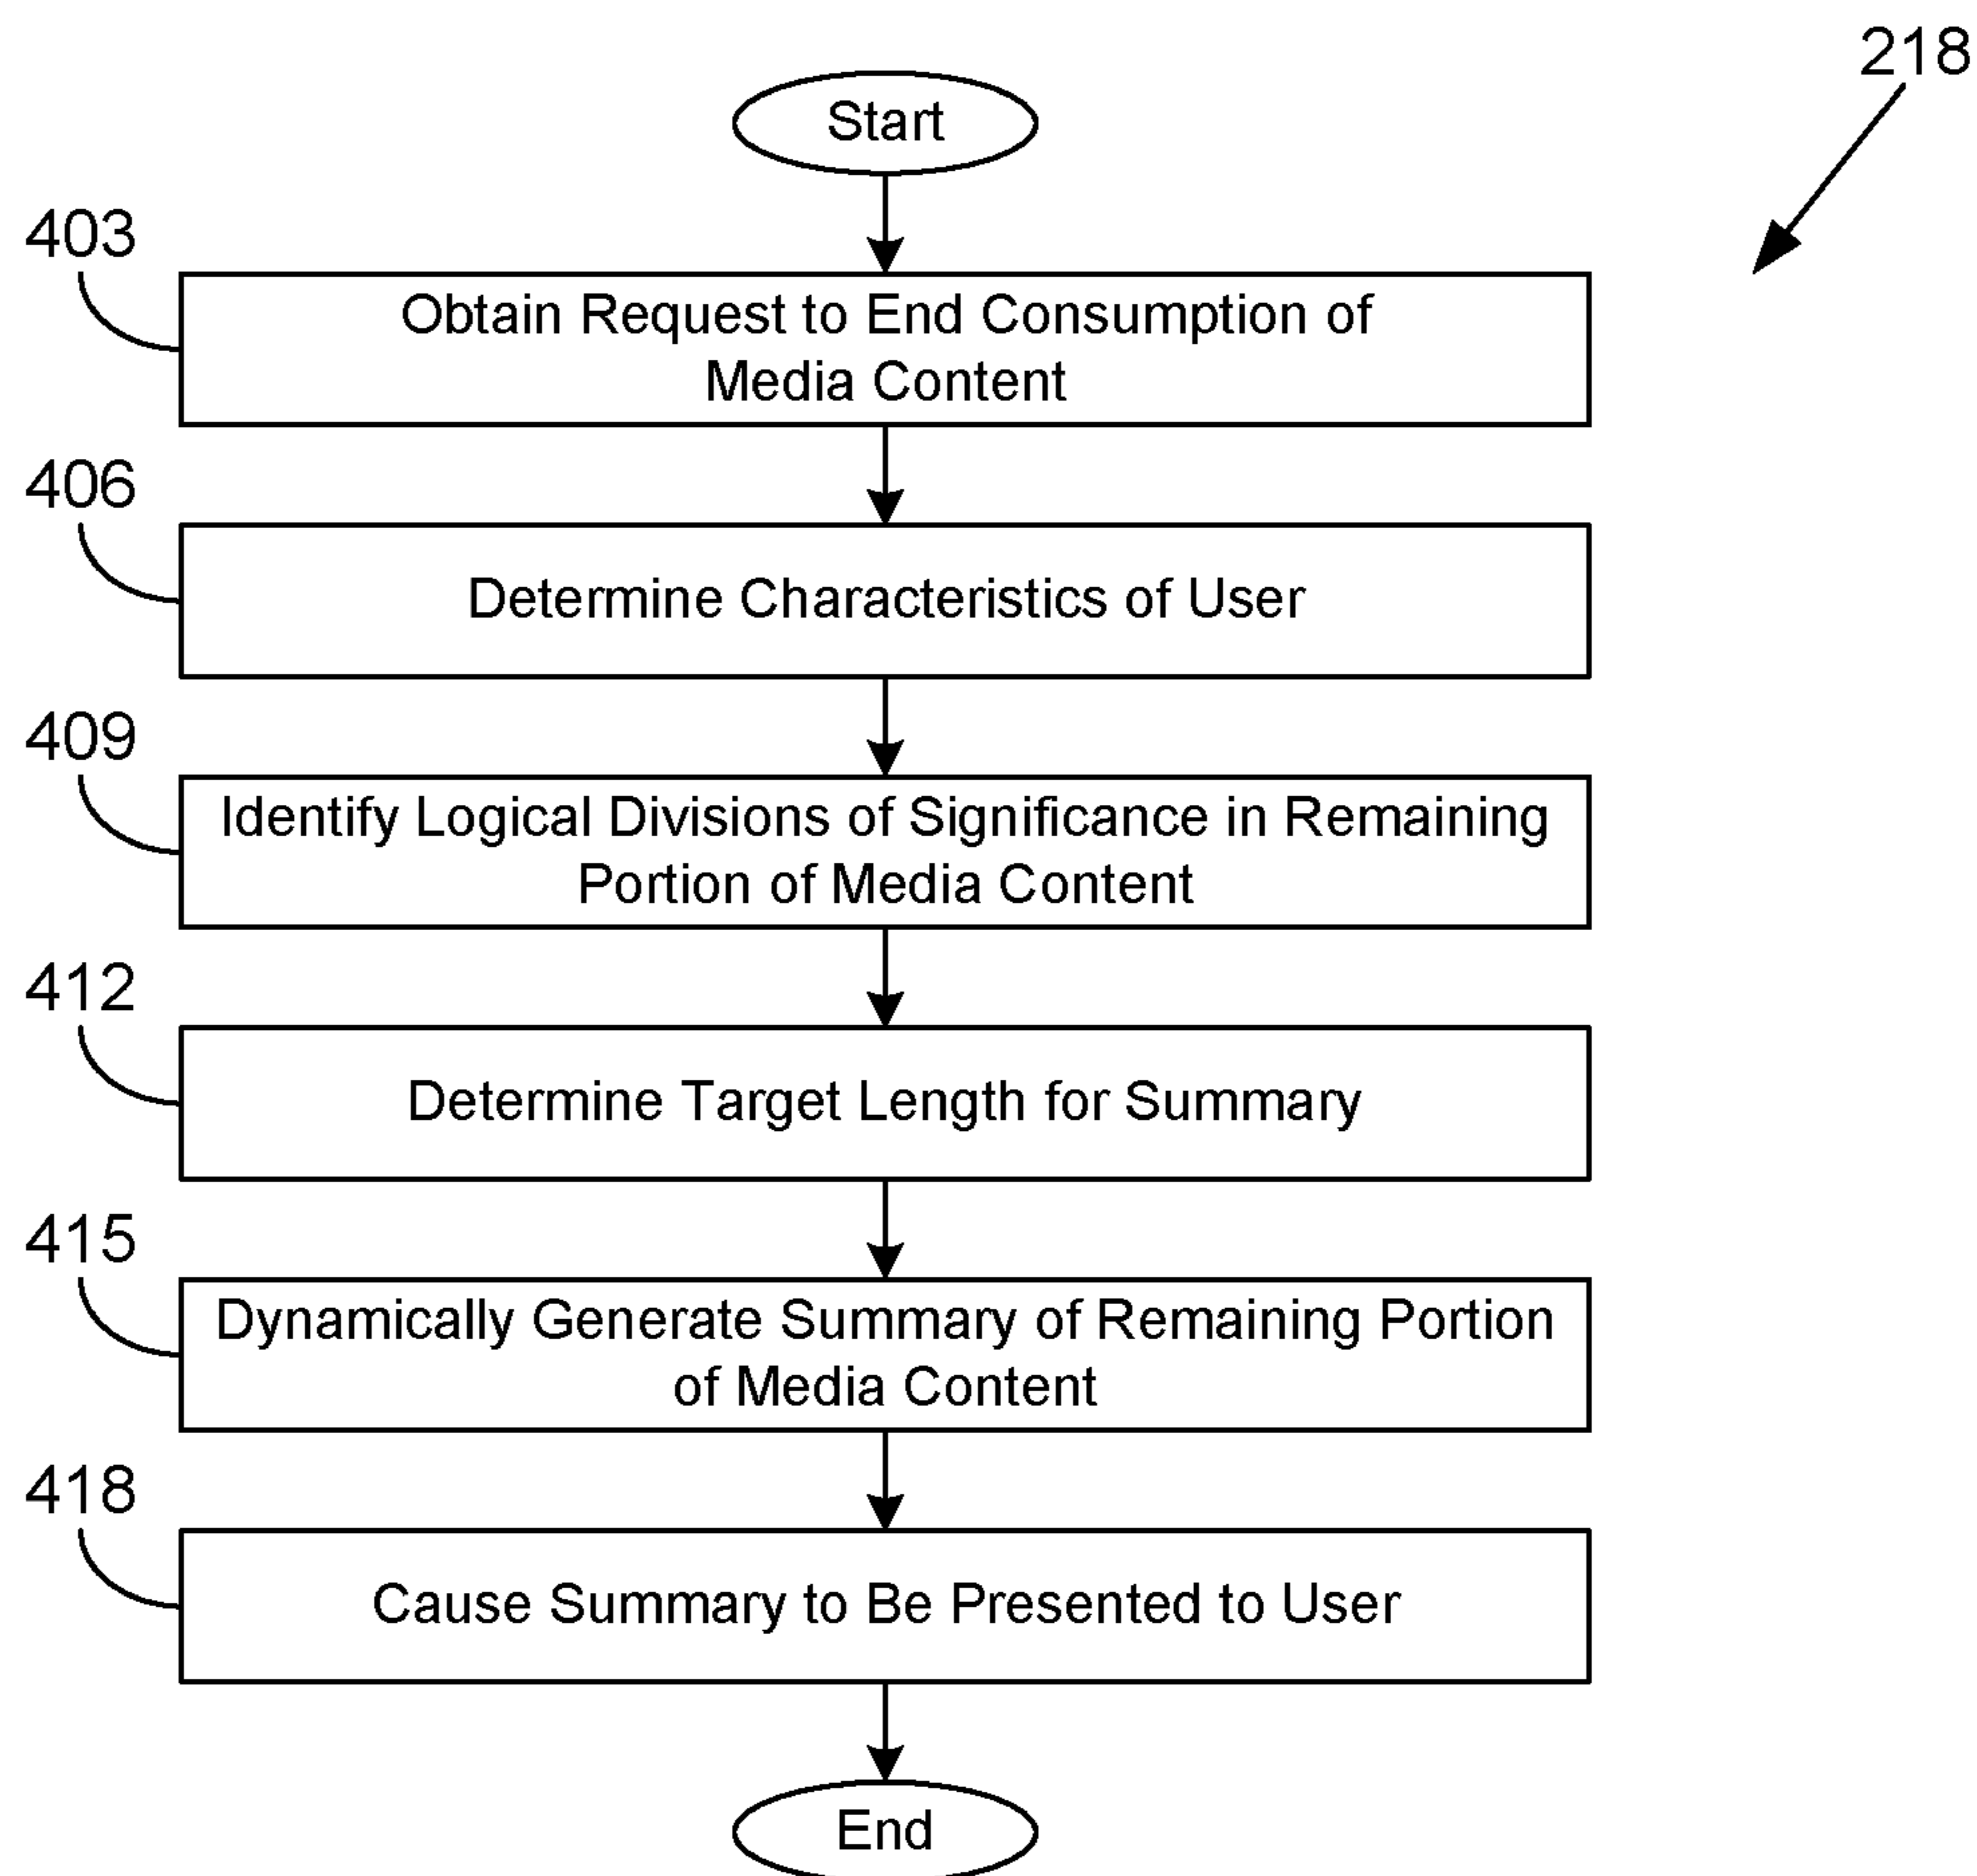 218
Start
403
Obtain Request to End Consumption of
Media Content
406
Determine Characteristics of User
409
Identify Logical Divisions of Significance in Remaining
Portion of Media Content
412
Determine Target Length for Summary
415
Dynamically Generate Summary of Remaining Portion
of Media Content
418
Cause Summary to Be Presented to User
End